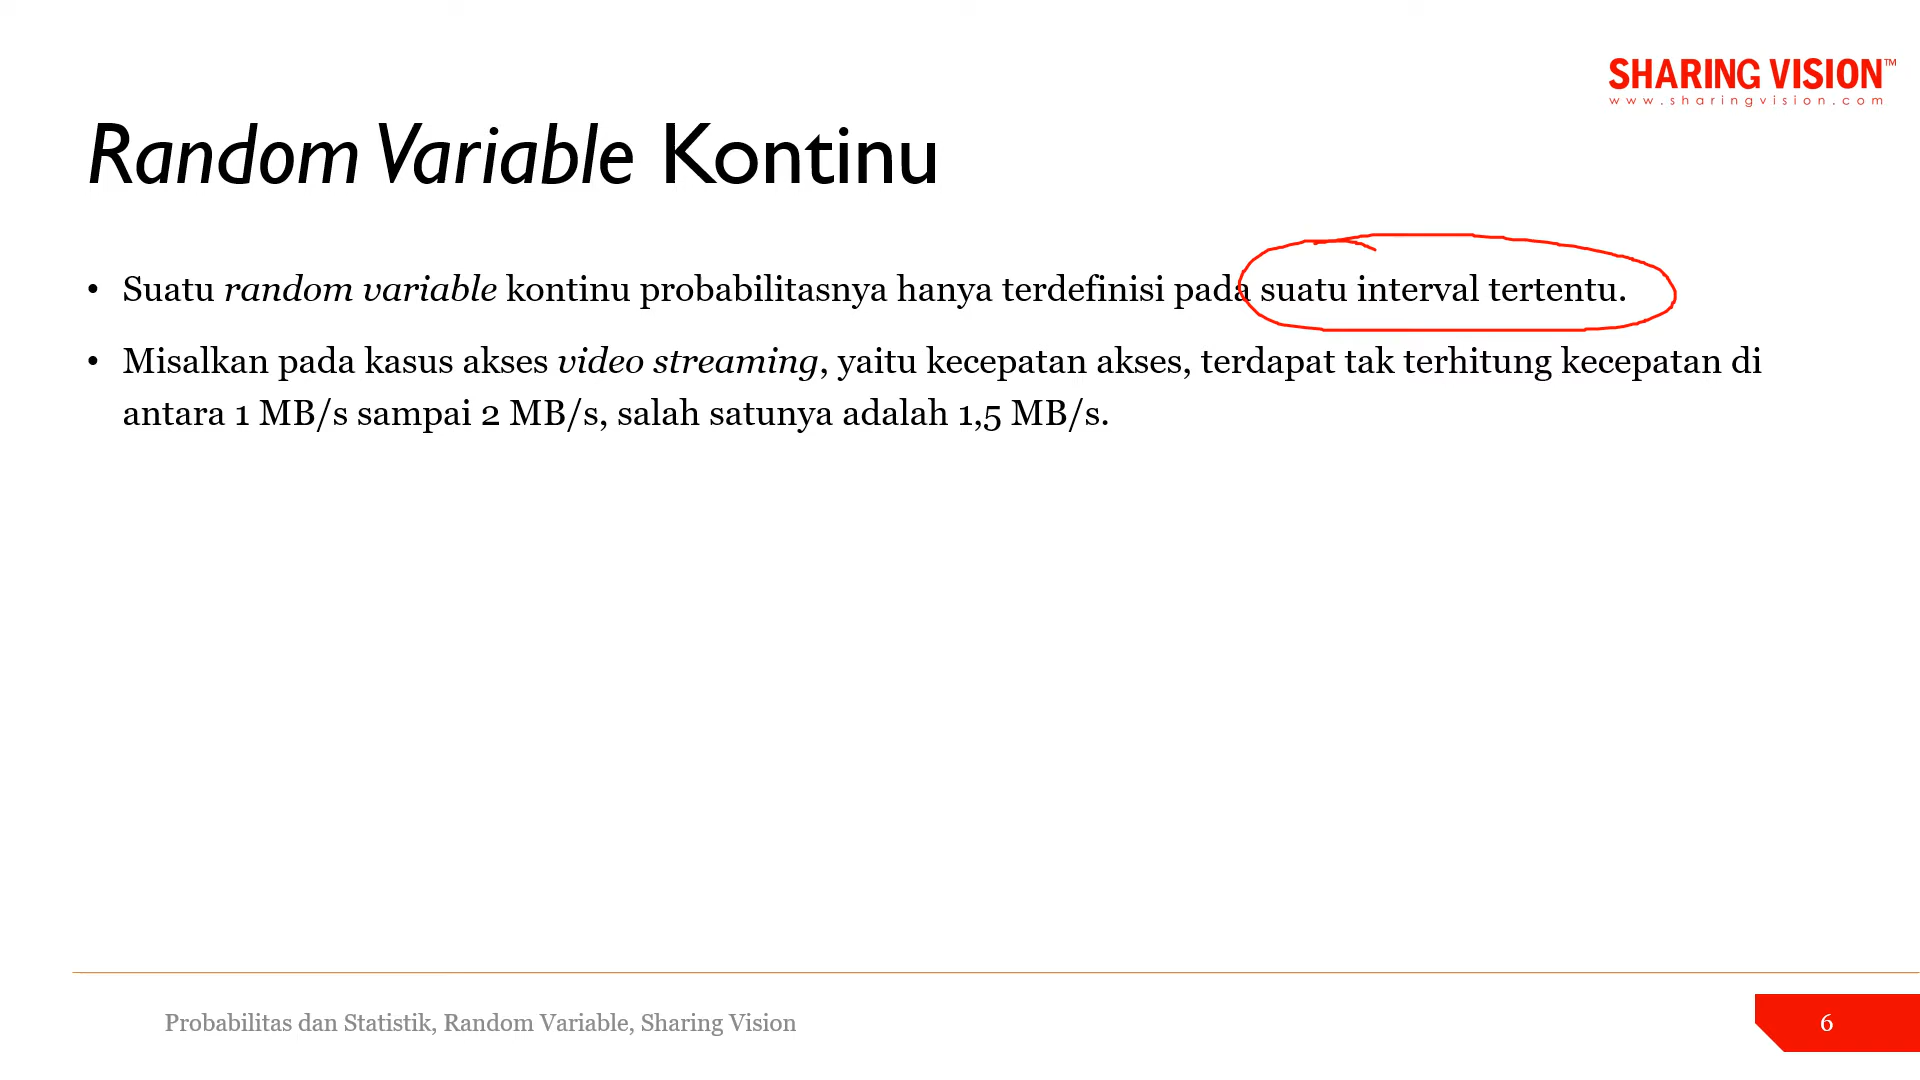 SHARING VISION™
www.sharingvision.com
Random Variable Kontinu
• Suatu random variable kontinu probabilitasnya hanya terdefinisi pada suatu interval tertentu.
• Misalkan pada kasus akses video streaming, yaitu kecepatan akses, terdapat tak terhitung kecepatan di
antara 1 MB/s sampai 2 MB/s, salah satunya adalah 1,5 MB/s.
Probabilitas dan Statistik, Random Variable, Sharing Vision
6